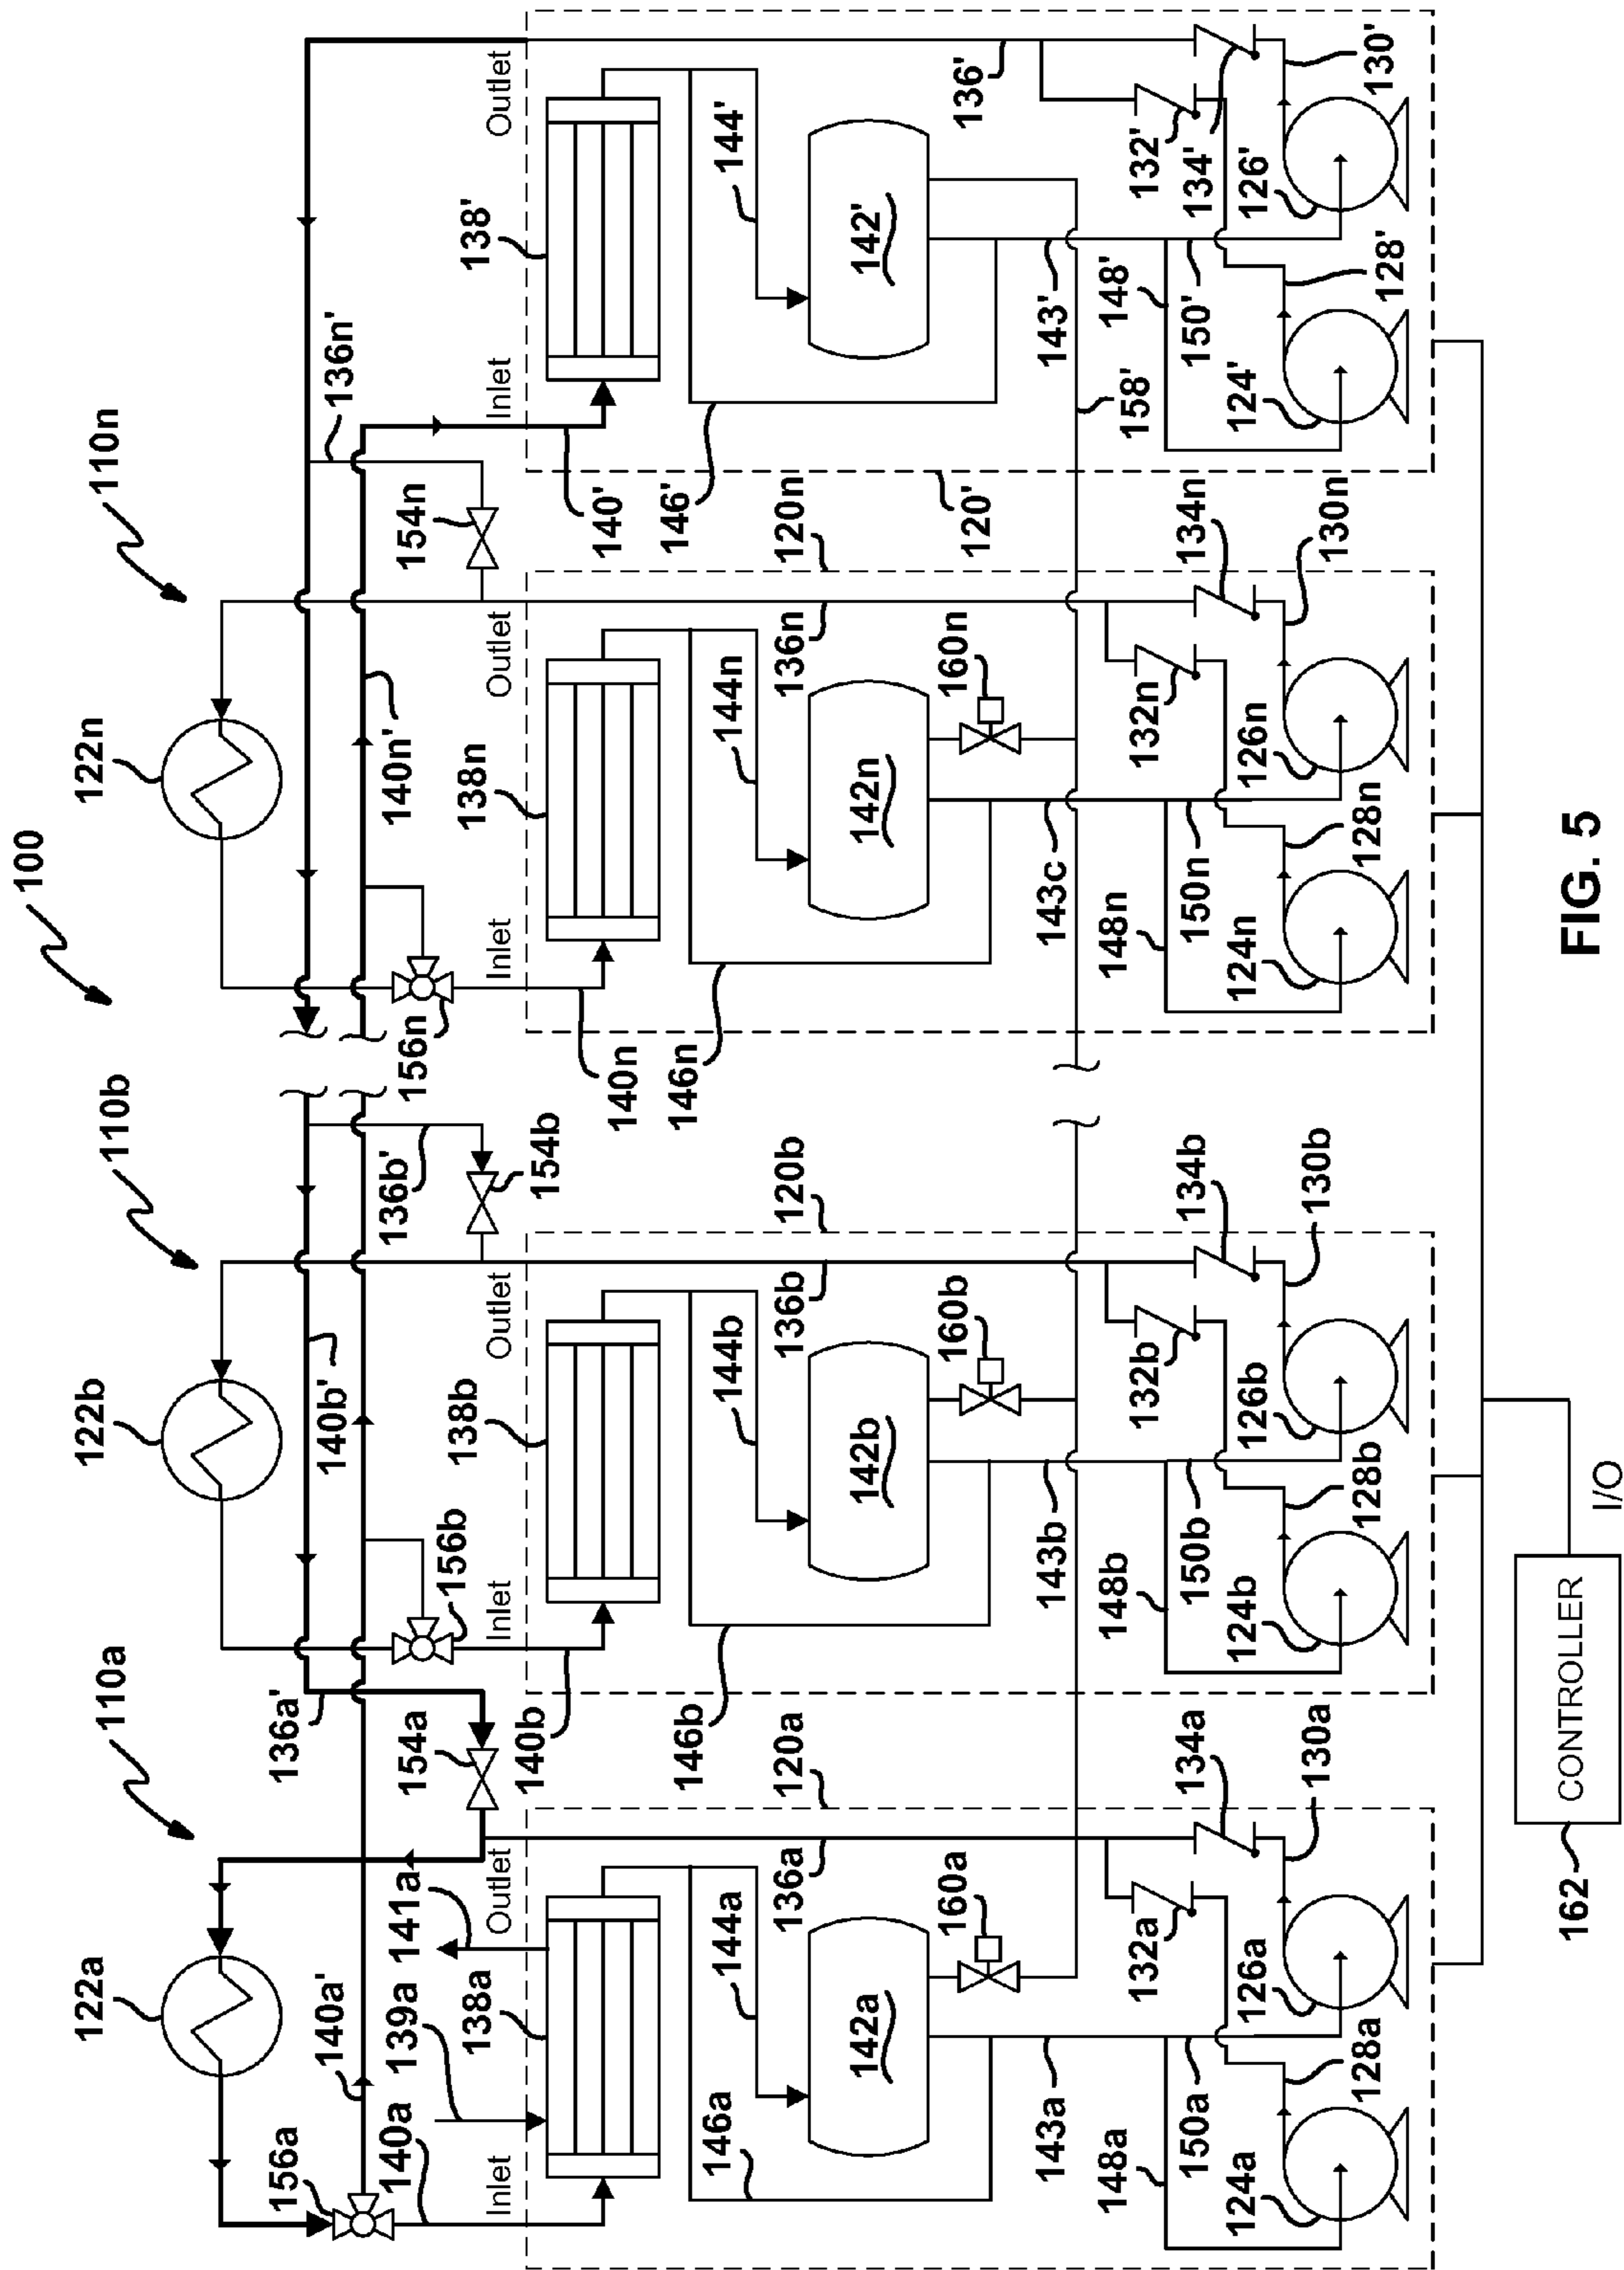 100
110a 110b 110n
122a 122b 122n
156a 140a' 136a' 140b' 136n'
140a 139a 141a 154a 156b 136b' 156n 140n' 154n
138a 138b 138n 138'
Inlet Outlet Inlet Outlet Inlet Outlet Inlet Outlet
140b 154b 140n 140'
146a 144a 146b 144b 146n 144n 146' 144'
120a 120b 120n 120'
136a 136b 136n 136'
142a 142b 142n 142'
160a 160b 160n
143a 143b 143c 143'
158'
148a 132a 148b 132b 148n 132n 148' 132'
150a 134a 150b 134b 150n 134n 150' 134'
124a 126a 124b 126b 124n 126n 124' 126'
128a 130a 128b 130b 128n 130n 128' 130'
162 CONTROLLER I/O
FIG. 5